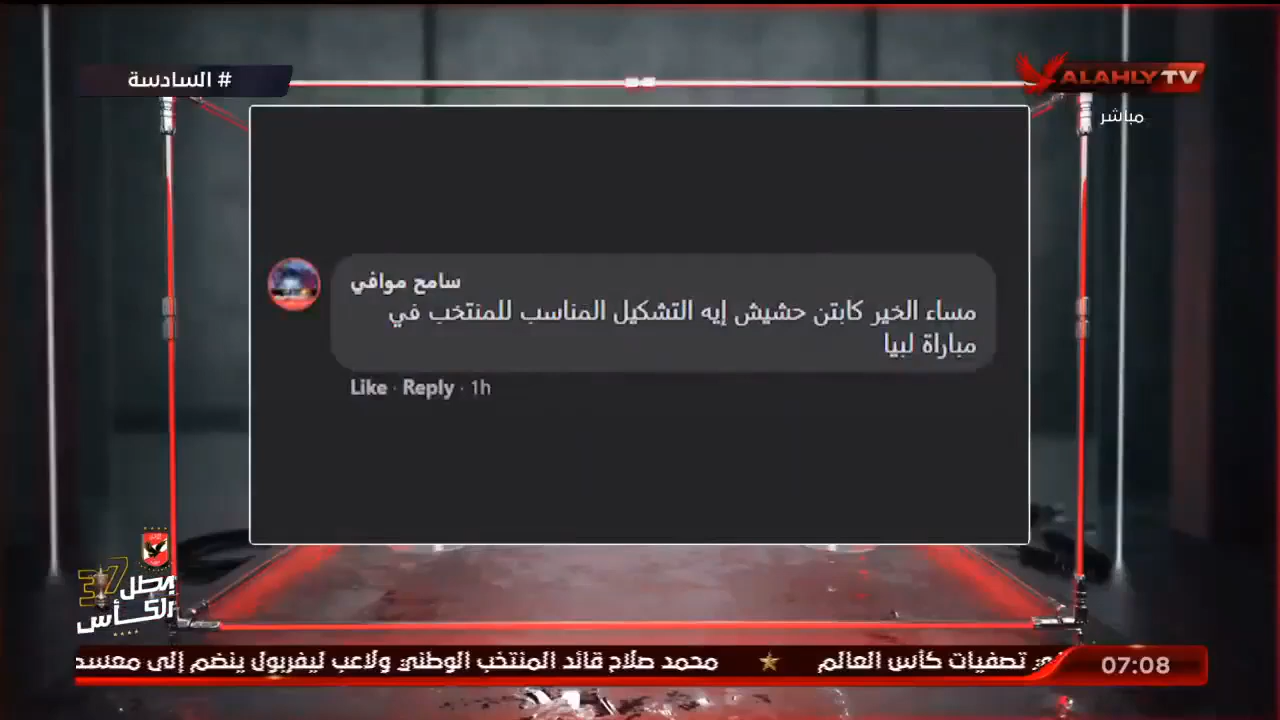 # السادسة
ALAHLY TV
مباشر
سامح موافي
مساء الخير كابتن حشيش إيه التشكيل المناسب للمنتخب في
مباراة لبيا
Like · Reply · 1h
37
بطل
الكأس
تصفيات كأس العالم ★ محمد صلاح قائد المنتخب الوطني ولاعب ليفربول ينضم إلى
07:08